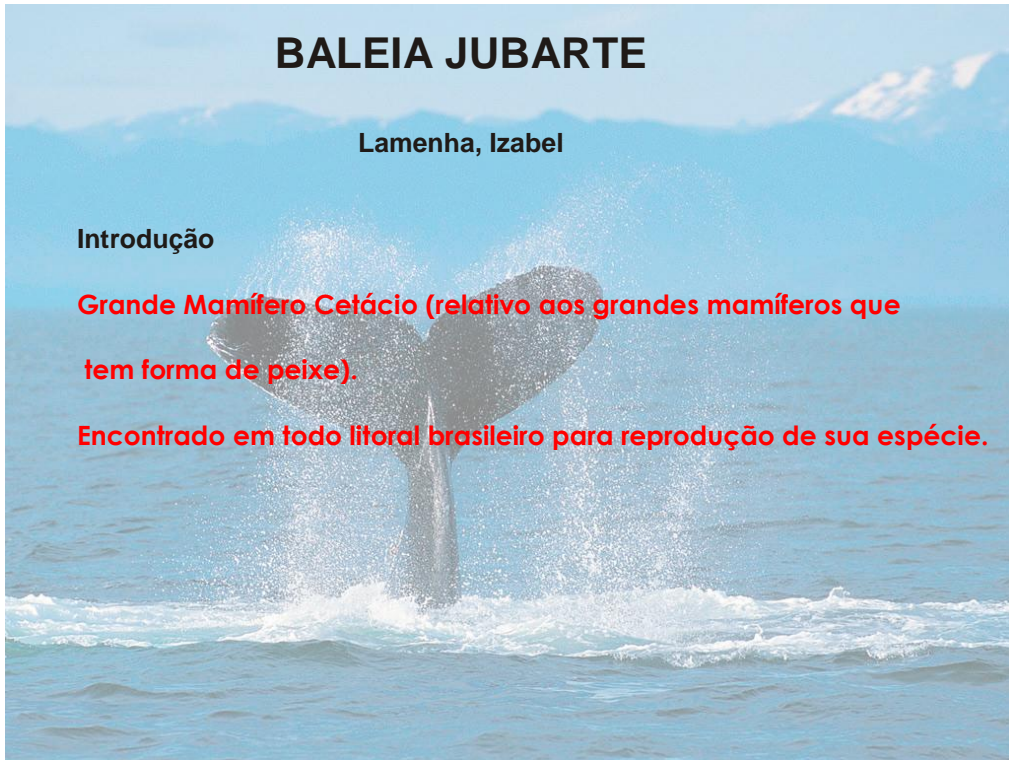 BALEIA JUBARTE
Lamenha, Izabel
Introdução
Grande Mamífero Cetácio (relativo aos grandes mamíferos que
tem forma de peixe).
Encontrado em todo litoral brasileiro para reprodução de sua espécie.